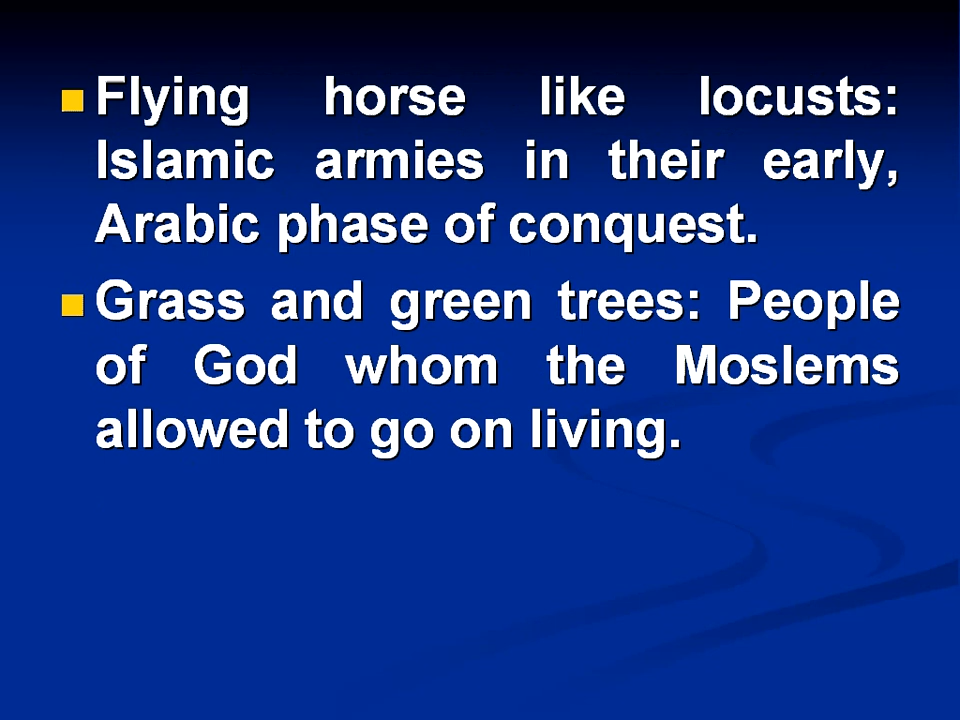 Flying horse like locusts:
Islamic armies in their early,
Arabic phase of conquest.
Grass and green trees: People
of God whom the Moslems
allowed to go on living.